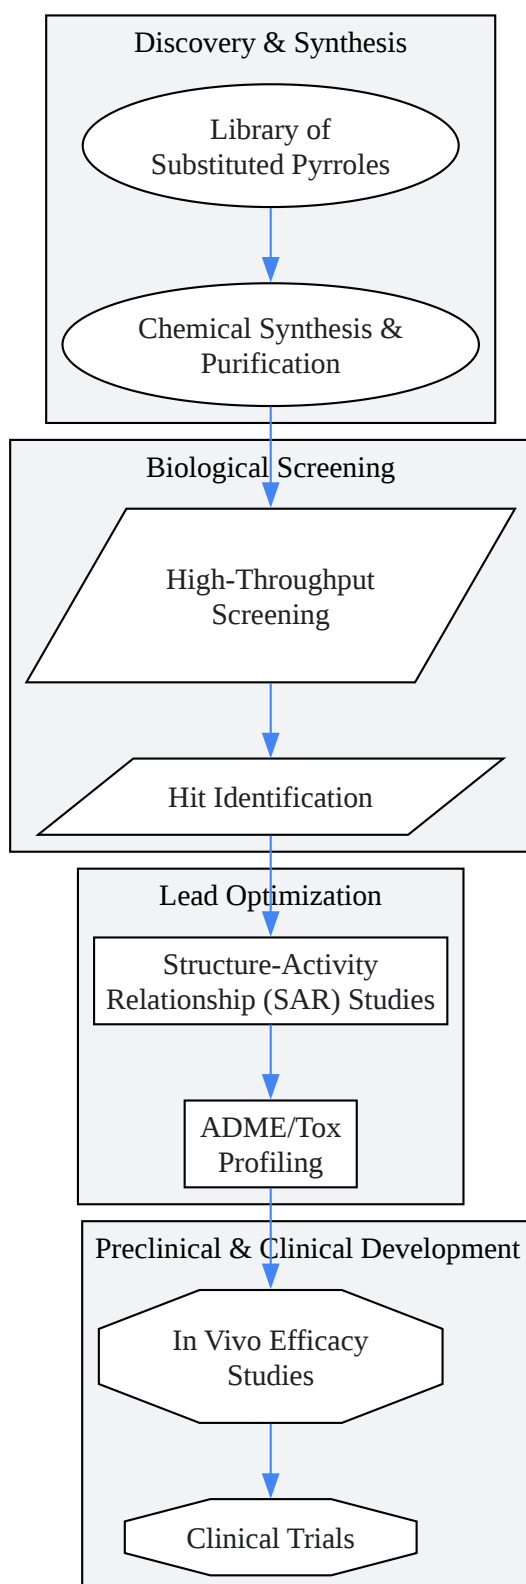 Discovery & Synthesis
Library of
Substituted Pyrroles
Chemical Synthesis &
Purification
Biological Screening
High-Throughput
Screening
Hit Identification
Lead Optimization
Structure-Activity
Relationship (SAR) Studies
ADME/Tox
Profiling
Preclinical & Clinical Development
In Vivo Efficacy
Studies
Clinical Trials